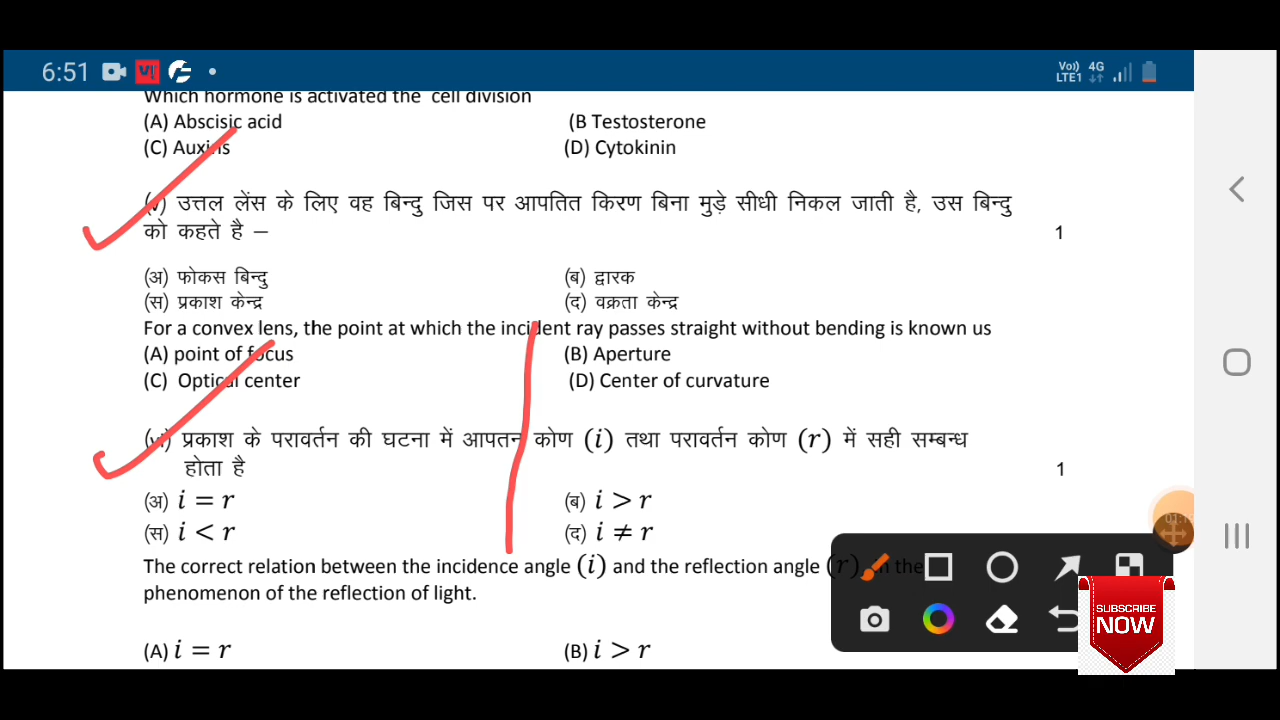 6:51
Vo)) 4G
LTE1
Which hormone is activated the cell division
(A) Abscisic acid (B Testosterone
(C) Auxins (D) Cytokinin
(v) उत्तल लेंस के लिए वह बिन्दु जिस पर आपतित किरण बिना मुड़े सीधी निकल जाती है, उस बिन्दु
को कहते है – 1
(अ) फोकस बिन्दु (ब) द्वारक
(स) प्रकाश केन्द्र (द) वक्रता केन्द्र
For a convex lens, the point at which the incident ray passes straight without bending is known us
(A) point of focus (B) Aperture
(C) Optical center (D) Center of curvature
(vi) प्रकाश के परावर्तन की घटना में आपतन कोण (i) तथा परावर्तन कोण (r) में सही सम्बन्ध
होता है 1
(अ) i = r (ब) i > r
(स) i < r (द) i ≠ r
The correct relation between the incidence angle (i) and the reflection angle (r) in the
phenomenon of the reflection of light.
(A) i = r (B) i > r
SUBSCRIBE
NOW